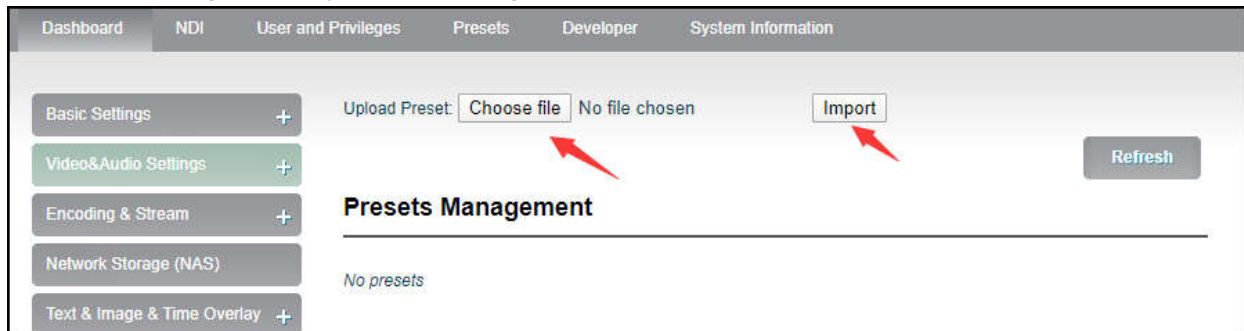 Dashboard NDI User and Privileges Presets Developer System Information
Basic Settings +
Video&Audio Settings +
Encoding & Stream +
Network Storage (NAS)
Text & Image & Time Overlay +
Upload Preset: Choose file No file chosen Import
Refresh
Presets Management
No presets